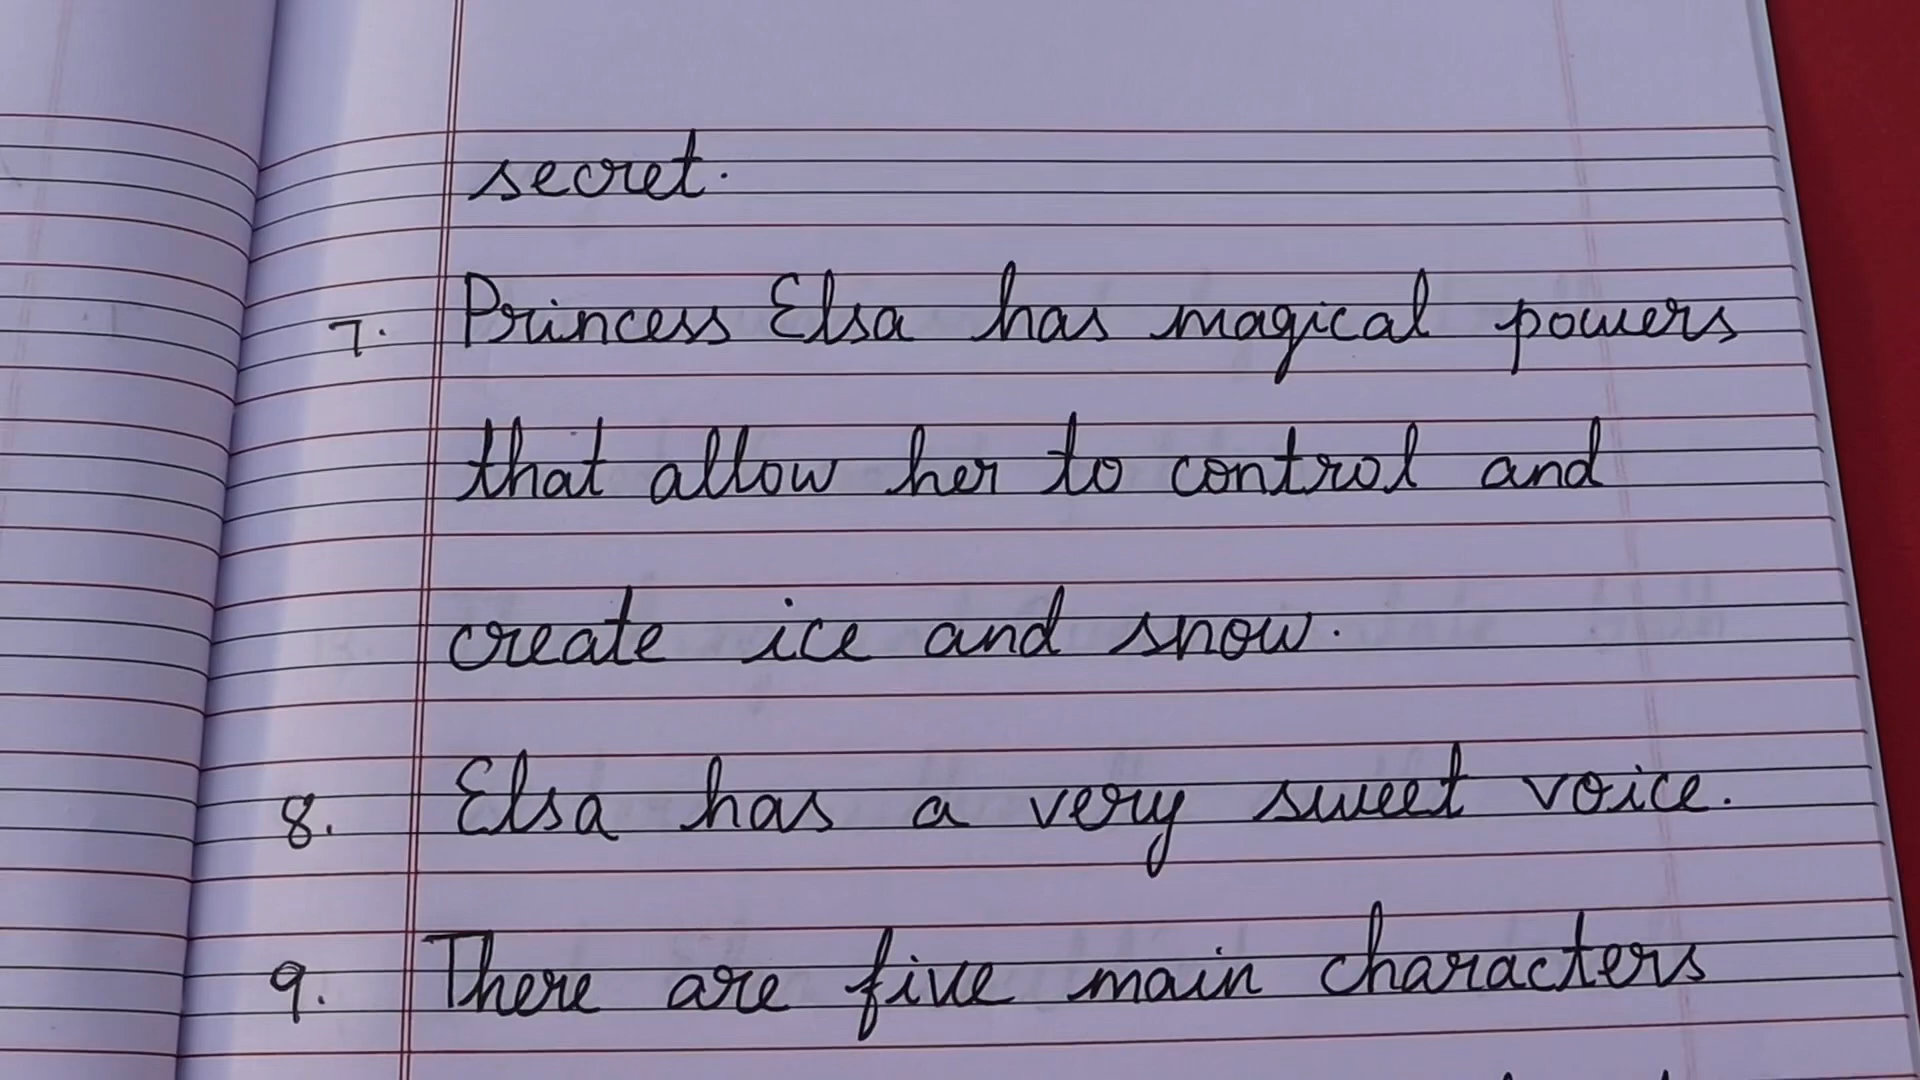 secret.
7. Princess Elsa has magical powers
that allow her to control and
create ice and snow.
8. Elsa has a very sweet voice.
9. There are five main characters